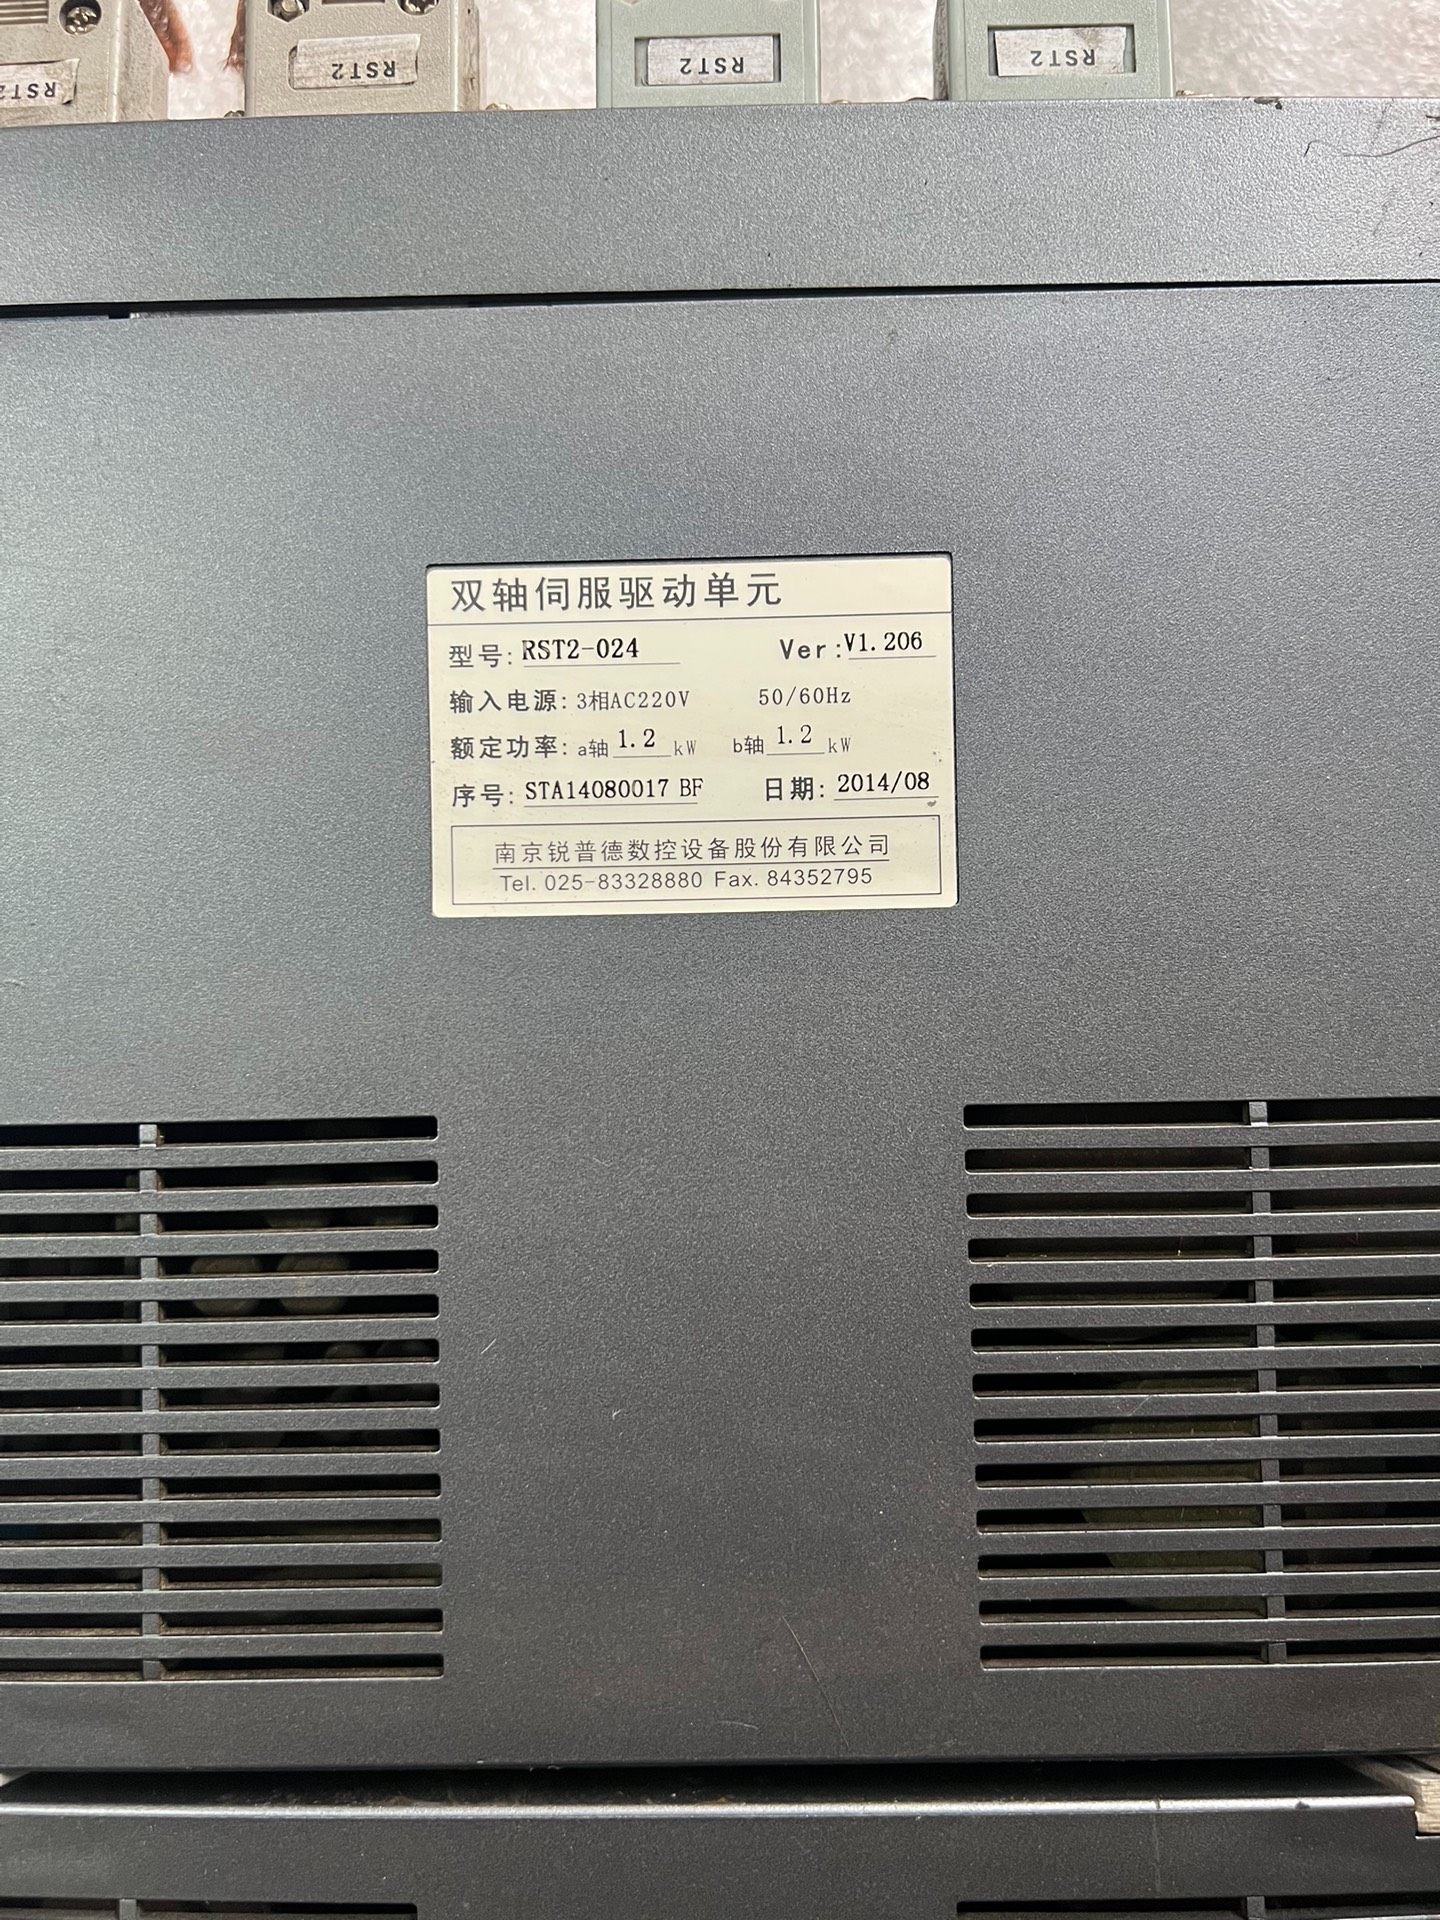 RST2
RST2
RST2
RST2
双轴伺服驱动单元
型号: RST2-024 Ver:V1.206
输入电源: 3相AC220V 50/60Hz
额定功率: a轴 1.2 kW b轴 1.2 kW
序号: STA14080017 BF 日期: 2014/08
南京锐普德数控设备股份有限公司
Tel. 025-83328880 Fax. 84352795